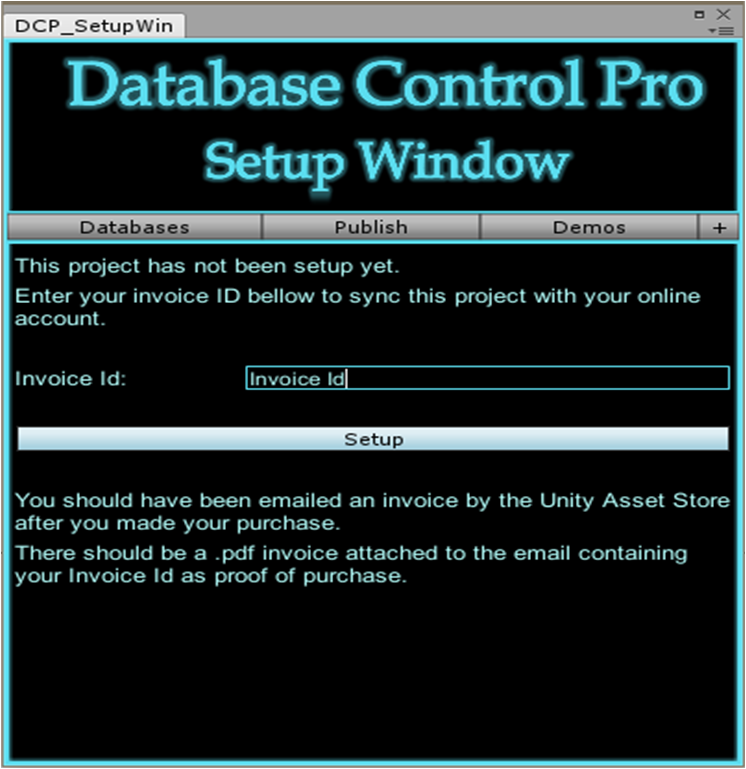 DCP_SetupWin
Database Control Pro
Setup Window
Databases
Publish
Demos
+
This project has not been setup yet.
Enter your invoice ID bellow to sync this project with your online
account.
Invoice Id:
Invoice Id
Setup
You should have been emailed an invoice by the Unity Asset Store
after you made your purchase.
There should be a .pdf invoice attached to the email containing
your Invoice Id as proof of purchase.